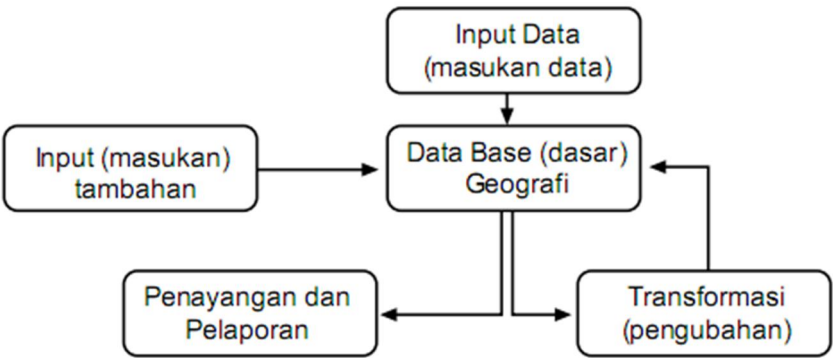 Input Data
(masukan data)
Input (masukan)
tambahan
Data Base (dasar)
Geografi
Penayangan dan
Pelaporan
Transformasi
(pengubahan)